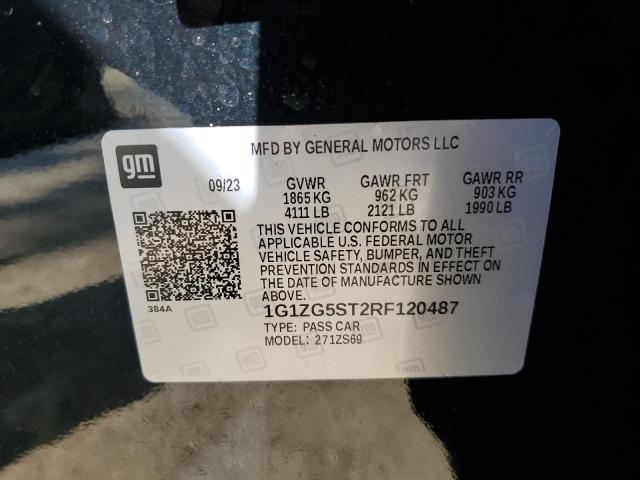 gm
MFD BY GENERAL MOTORS LLC
09/23 GVWR GAWR FRT GAWR RR
1865 KG 962 KG 903 KG
4111 LB 2121 LB 1990 LB
THIS VEHICLE CONFORMS TO ALL
APPLICABLE U.S. FEDERAL MOTOR
VEHICLE SAFETY, BUMPER, AND THEFT
PREVENTION STANDARDS IN EFFECT ON
THE DATE OF MANUFACTURE SHOWN
ABOVE.
384A
1G1ZG5ST2RF120487
TYPE: PASS CAR
MODEL: 271ZS69